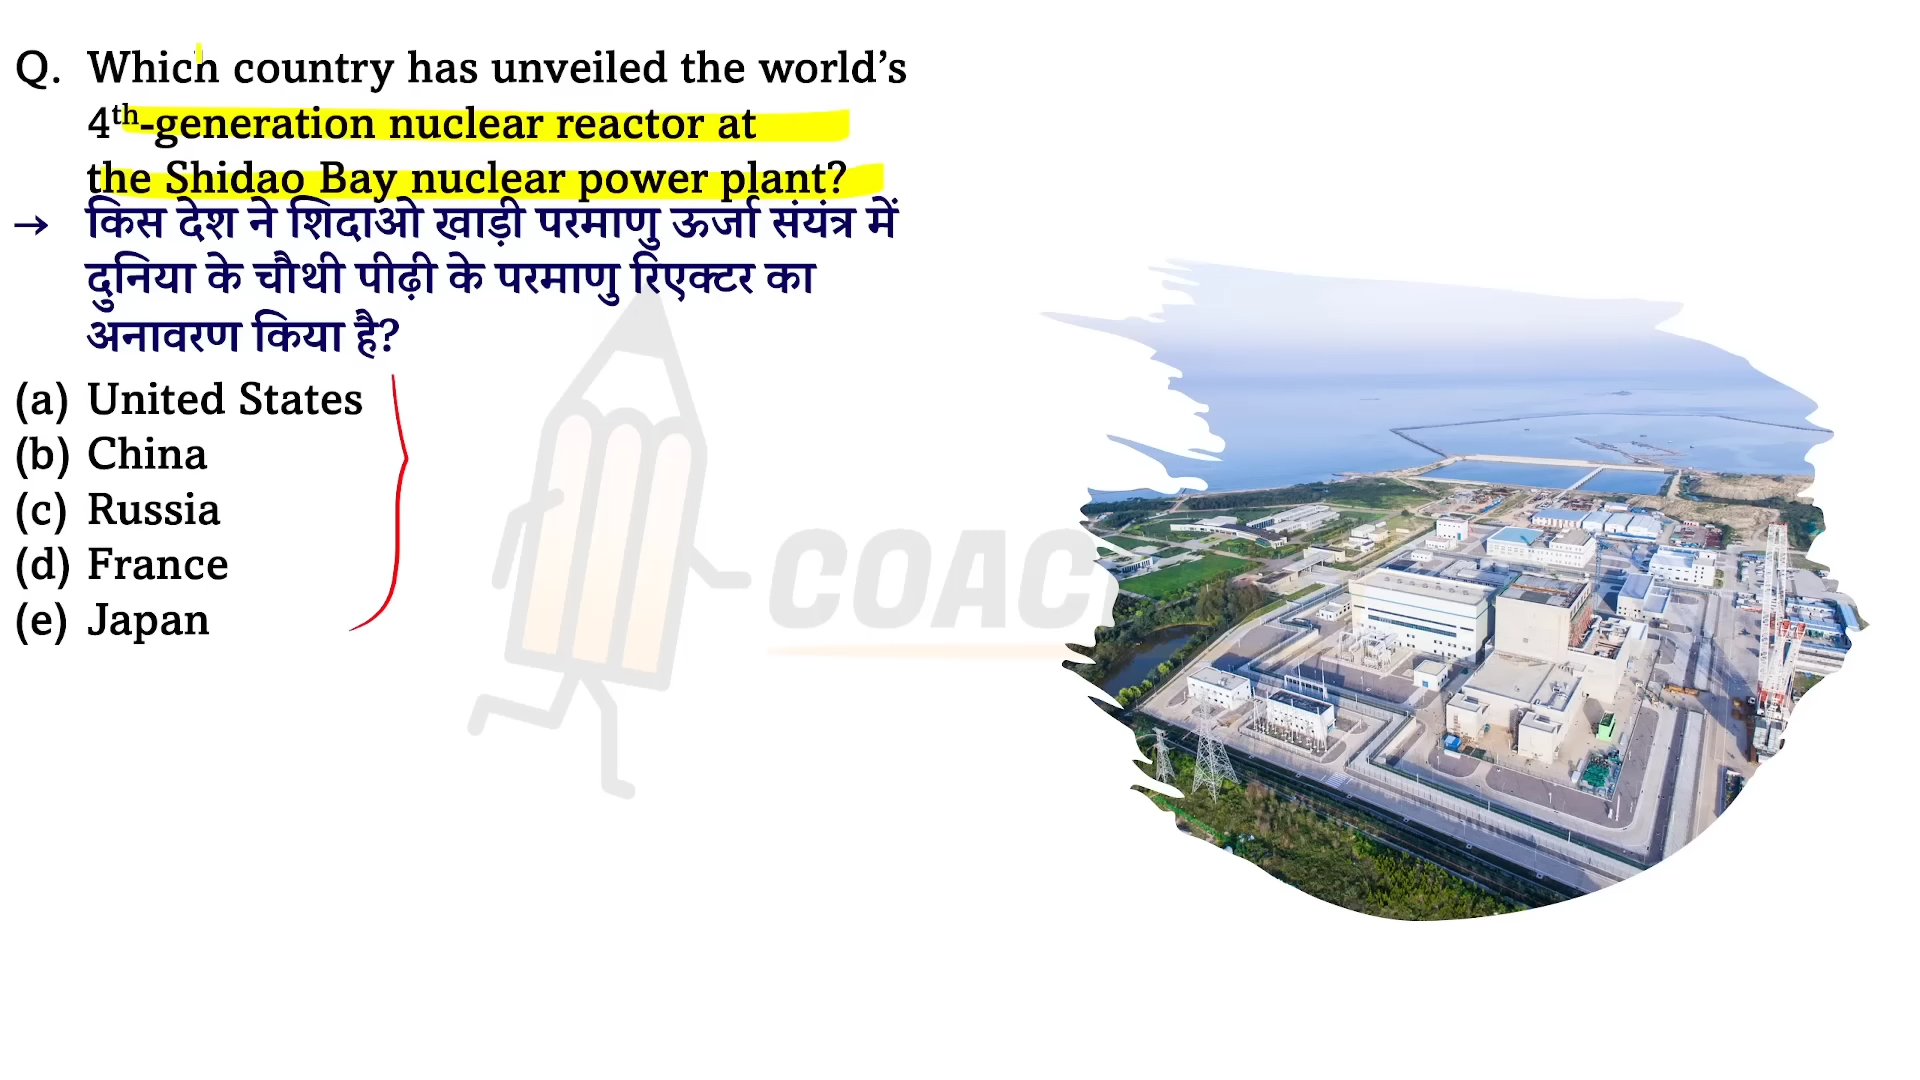 Q. Which country has unveiled the world’s
4th-generation nuclear reactor at
the Shidao Bay nuclear power plant?
→ किस देश ने शिदाओ खाड़ी परमाणु ऊर्जा संयंत्र में
दुनिया के चौथी पीढ़ी के परमाणु रिएक्टर का
अनावरण किया है?
(a) United States
(b) China
(c) Russia
(d) France
(e) Japan
COAC